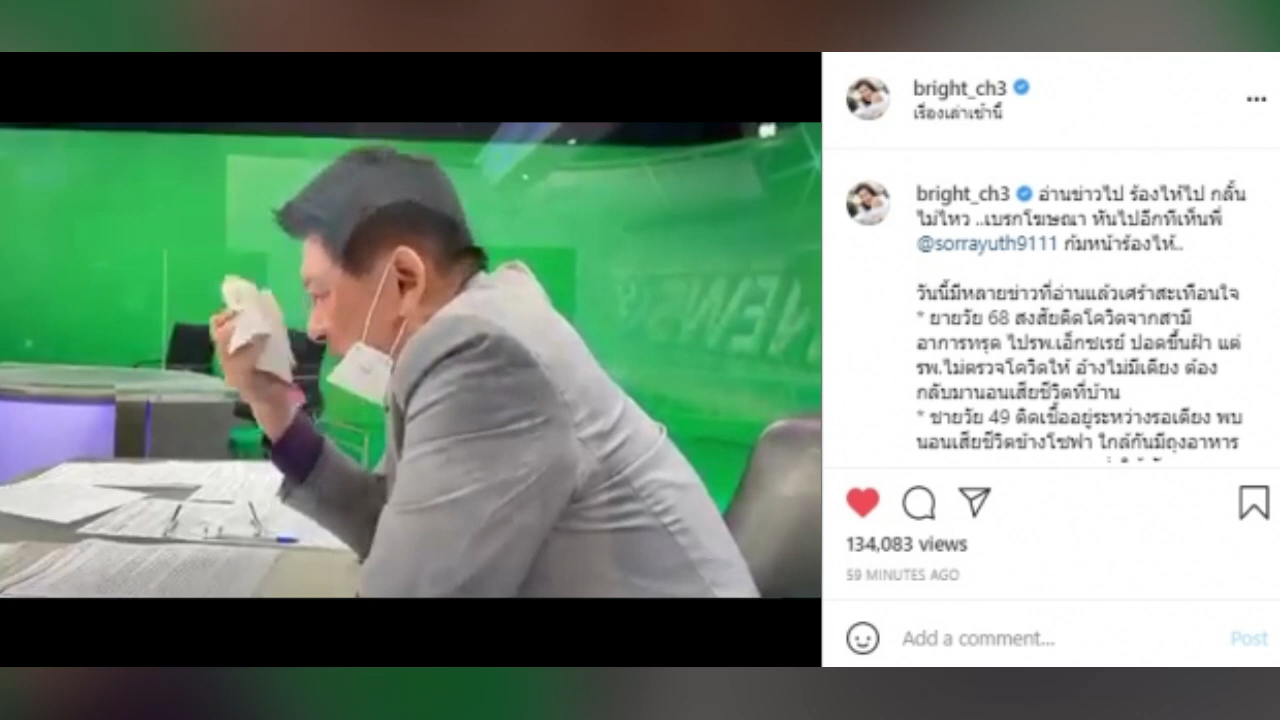 NEWS
bright_ch3
เรื่องเล่าเช้านี้
bright_ch3 อ่านข่าวไป ร้องไห้ไป กลั้น
ไม่ไหว ..เบรกโฆษณา หันไปอีกทีเห็นพี่
@sorrayuth9111 ก้มหน้าร้องไห้..
วันนี้มีหลายข่าวที่อ่านแล้วเศร้าสะเทือนใจ
* ยายวัย 68 สงสัยติดโควิดจากสามี
อาการทรุด ไปรพ.เอ็กซเรย์ ปอดขึ้นฝ้า แต่
รพ.ไม่ตรวจโควิดให้ อ้างไม่มีเตียง ต้อง
กลับมานอนเสียชีวิตที่บ้าน
* ชายวัย 49 ติดเชื้ออยู่ระหว่างรอเตียง พบ
นอนเสียชีวิตข้างโซฟา ใกล้กันมีถุงอาหาร
134,083 views
59 MINUTES AGO
Add a comment...
Post